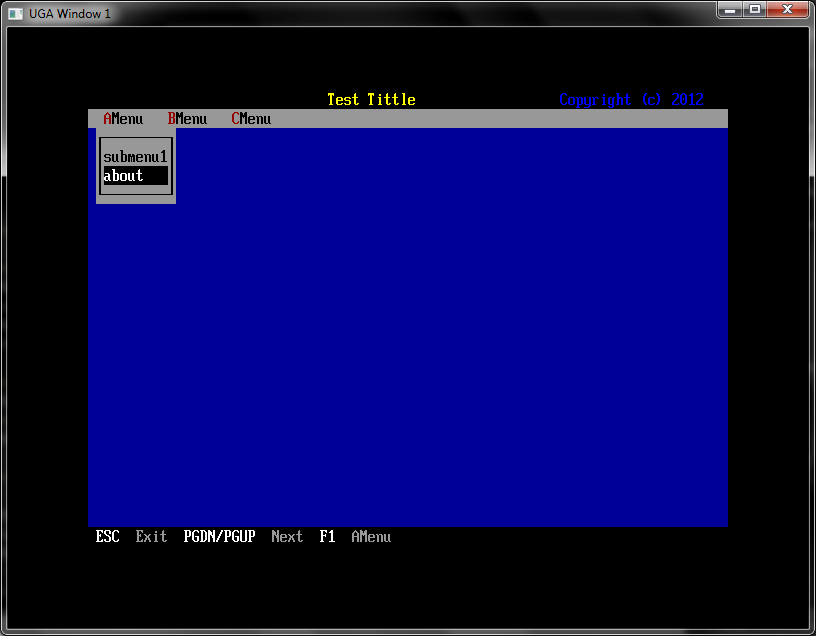 UGA Window 1
Test Tittle Copyright (c) 2012
AMenu BMenu CMenu
submenu1
about
ESC Exit PGDN/PGUP Next F1 AMenu